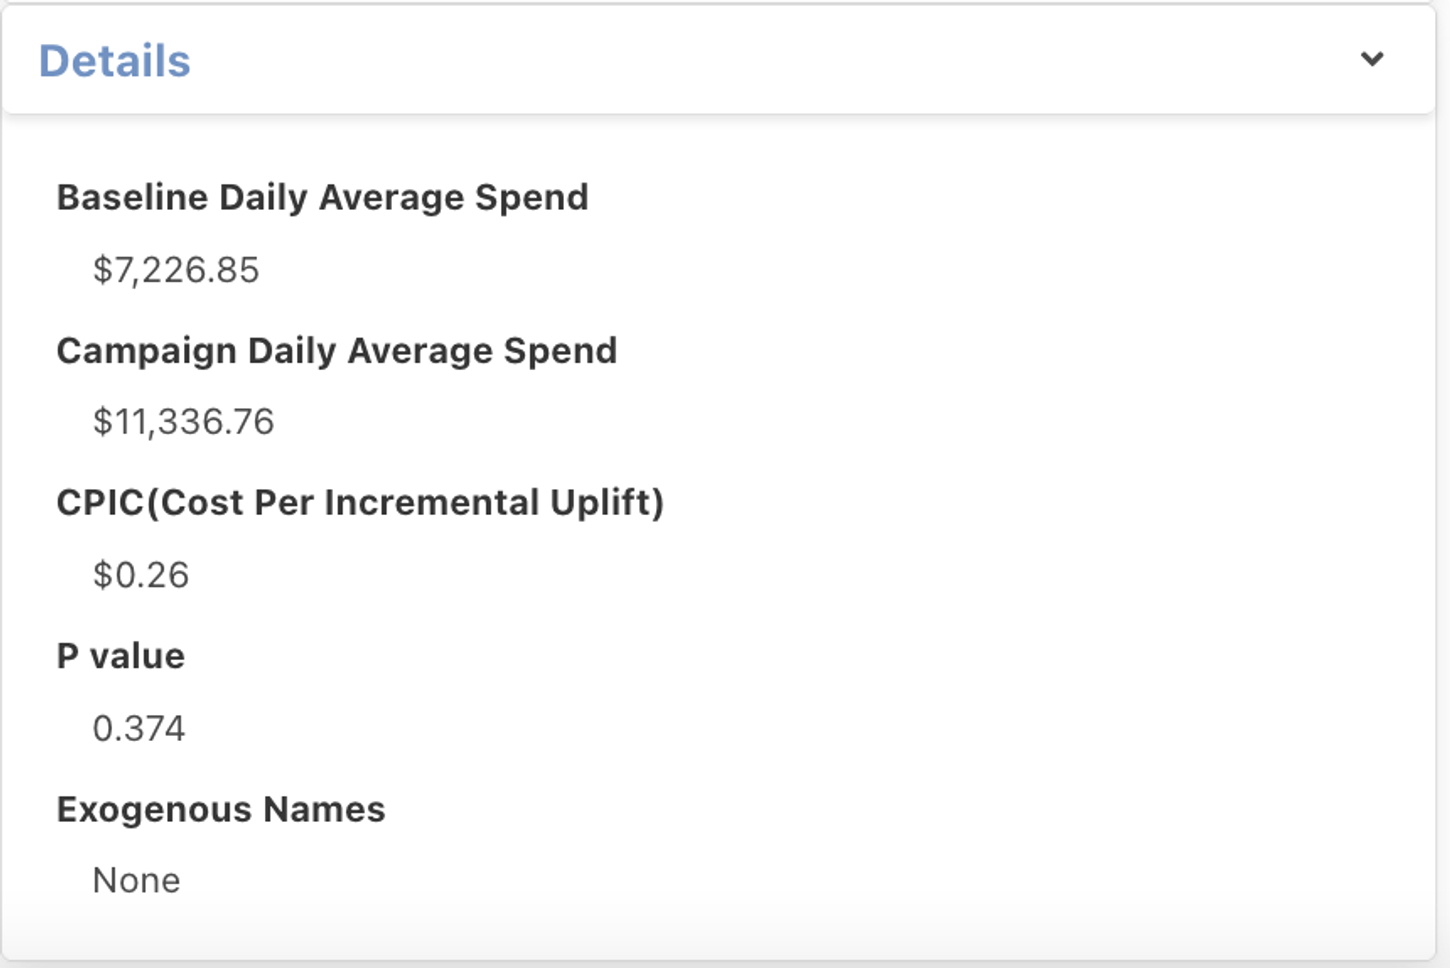 Details
Baseline Daily Average Spend
$7,226.85
Campaign Daily Average Spend
$11,336.76
CPIC(Cost Per Incremental Uplift)
$0.26
P value
0.374
Exogenous Names
None